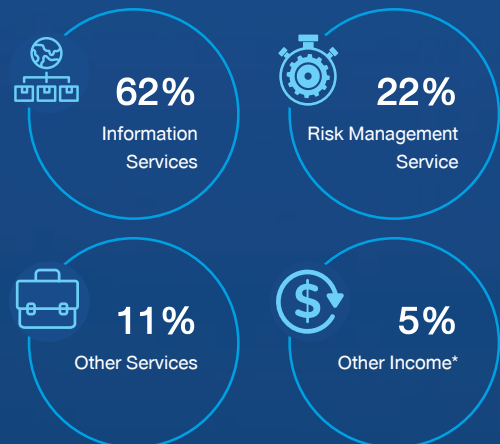 62%
Information
Services
22%
Risk Management
Service
11%
Other Services
5%
Other Income*